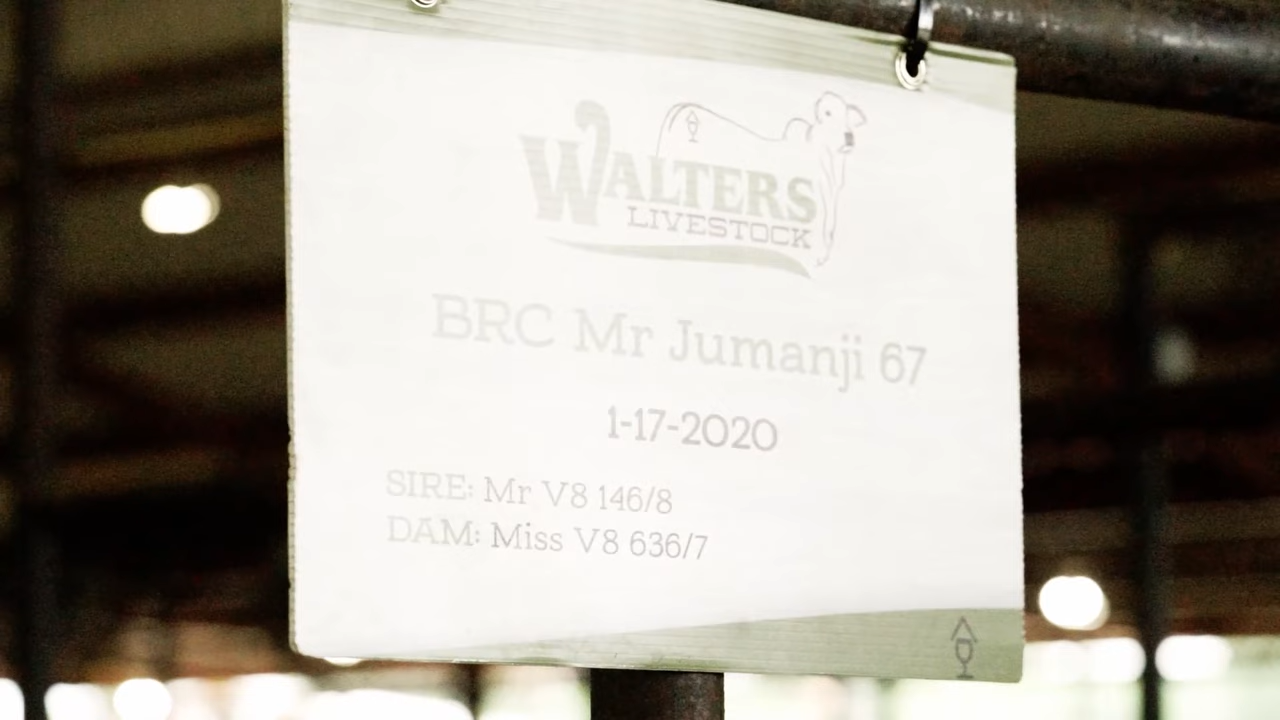 WALTERS
LIVESTOCK
BRC Mr Jumanji 67
1-17-2020
SIRE: Mr V8 146/8
DAM: Miss V8 636/7